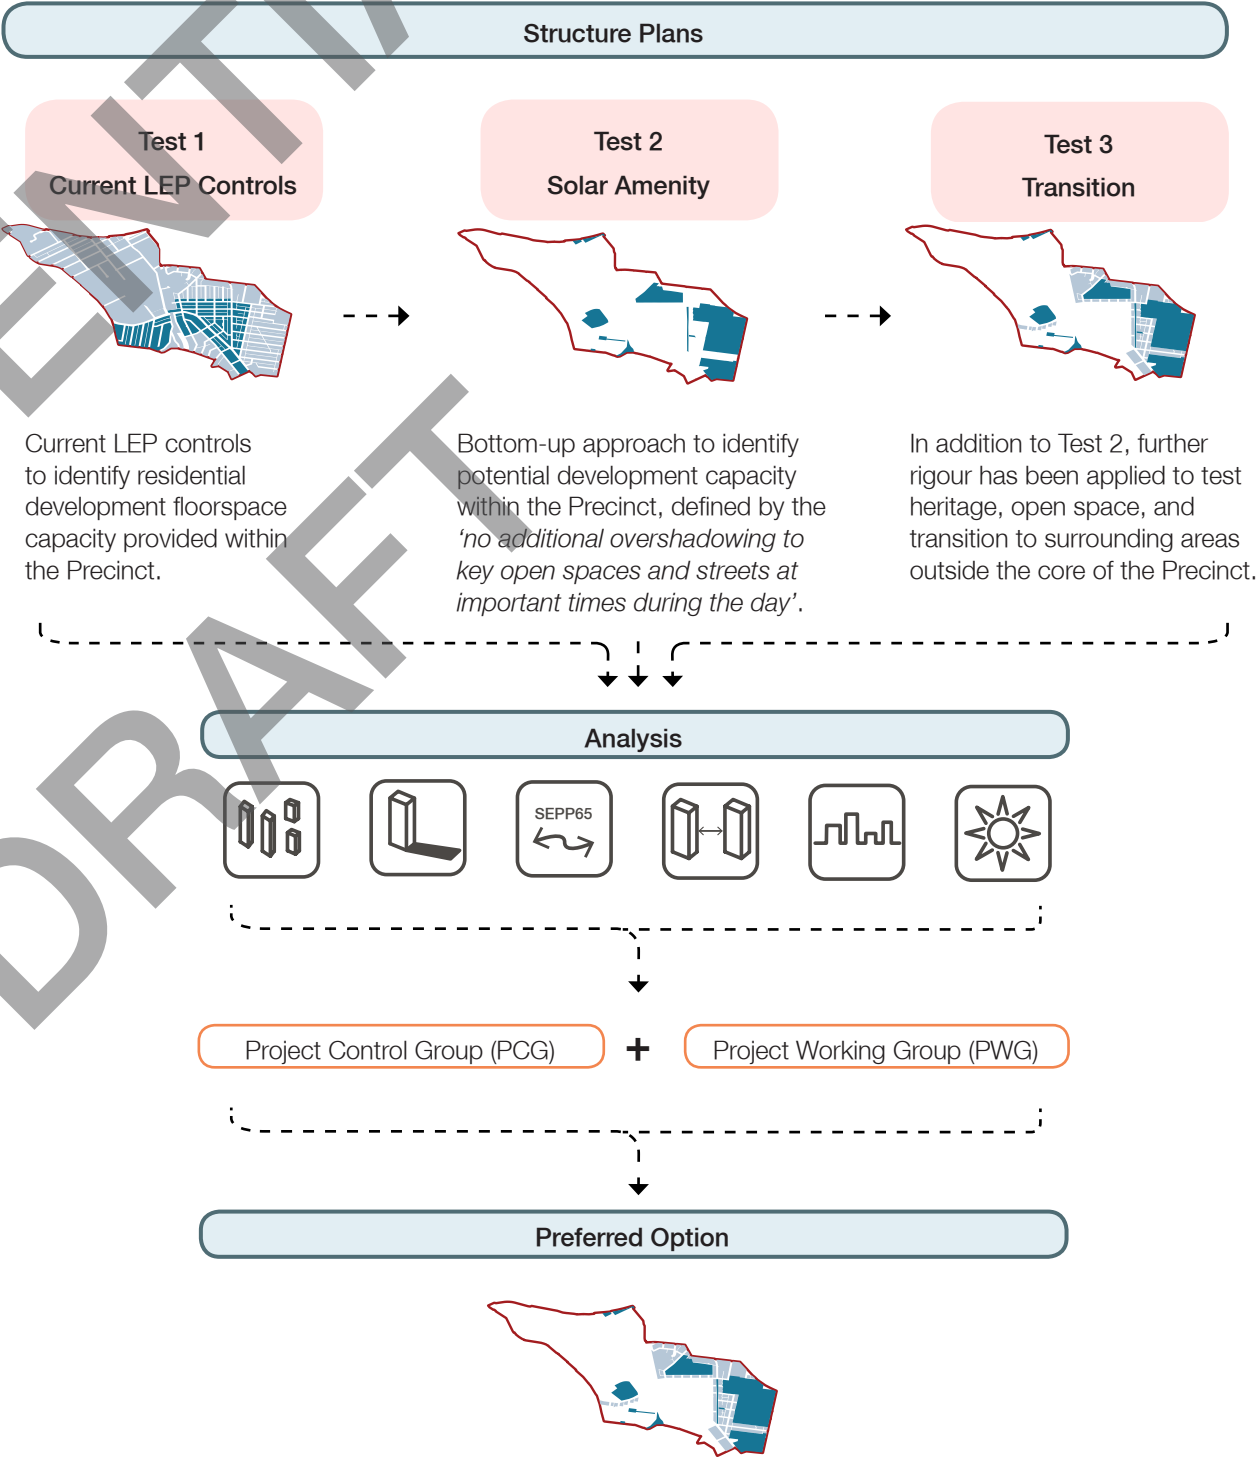 Structure Plans
Test 1
Current LEP Controls
Test 2
Solar Amenity
Test 3
Transition
Current LEP controls
to identify residential
development floorspace
capacity provided within
the Precinct.
Bottom-up approach to identify
potential development capacity
within the Precinct, defined by the
‘no additional overshadowing to
key open spaces and streets at
important times during the day’.
In addition to Test 2, further
rigour has been applied to test
heritage, open space, and
transition to surrounding areas
outside the core of the Precinct.
Analysis
SEPP65
Project Control Group (PCG)
+
Project Working Group (PWG)
Preferred Option
DRAFT